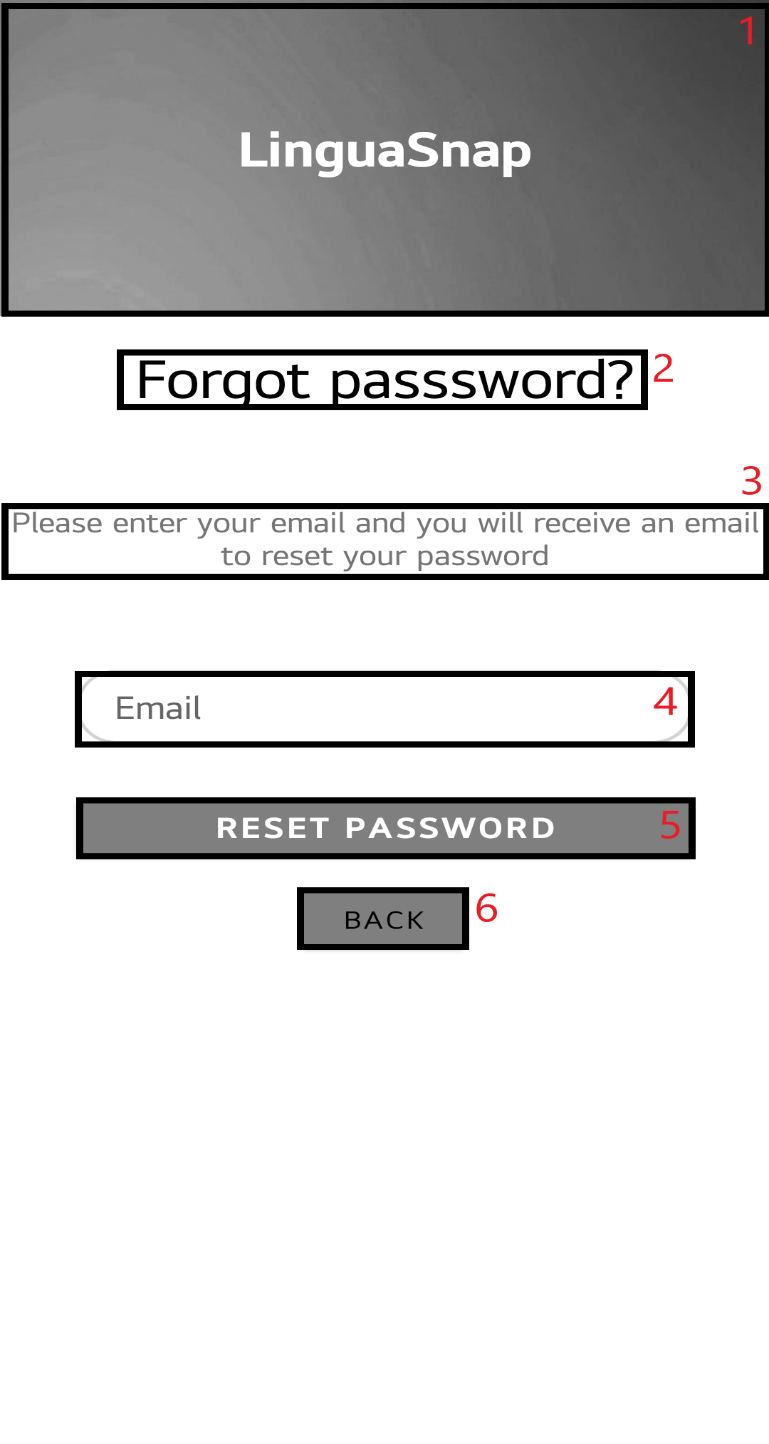 1
LinguaSnap
Forgot passsword? 2
3
Please enter your email and you will receive an email
to reset your password
Email 4
RESET PASSWORD 5
BACK 6